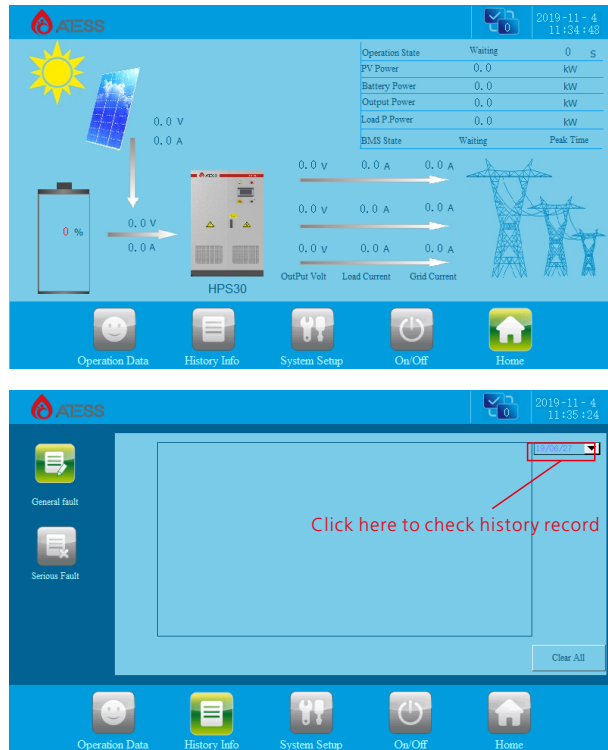 ATESS
0
2019-11- 4
11:34:48
Operation State Waiting 0 S
PV Power 0.0 kW
Battery Power 0.0 kW
Output Power 0.0 kW
Load P.Power 0.0 kW
BMS State Waiting Peak Time
0.0 V
0.0 A
0 %
0.0 V
0.0 A
ATESS
0.0 V 0.0 A 0.0 A
0.0 V 0.0 A 0.0 A
0.0 V 0.0 A 0.0 A
OutPut Volt Load Current Grid Current
HPS30
Operation Data History Info System Setup On/Off Home
ATESS
0
2019-11- 4
11:35:24
General fault
Serious Fault
19/06/27
Click here to check history record
Clear All
Operation Data History Info System Setup On/Off Home